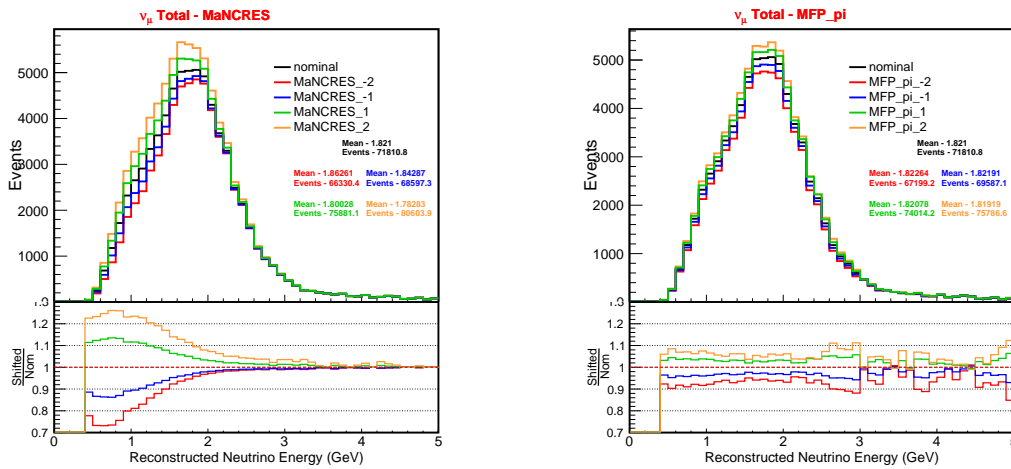 ν_μ Total - MaNCRES
Events
5000
4000
3000
2000
1000
nominal
MaNCRES_-2
MaNCRES_-1
MaNCRES_1
MaNCRES_2
Mean - 1.821
Events - 71810.8
Mean - 1.86261 Mean - 1.84287
Events - 66330.4 Events - 68597.3
Mean - 1.80028 Mean - 1.78283
Events - 75881.1 Events - 80603.9
Shifted
Nom
1.3
1.2
1.1
1
0.9
0.8
0.7
0 1 2 3 4 5
Reconstructed Neutrino Energy (GeV)
ν_μ Total - MFP_pi
Events
5000
4000
3000
2000
1000
nominal
MFP_pi_-2
MFP_pi_-1
MFP_pi_1
MFP_pi_2
Mean - 1.821
Events - 71810.8
Mean - 1.82264 Mean - 1.82191
Events - 67199.2 Events - 69587.1
Mean - 1.82078 Mean - 1.81919
Events - 74014.2 Events - 75786.6
Shifted
Nom
1.3
1.2
1.1
1
0.9
0.8
0.7
0 1 2 3 4 5
Reconstructed Neutrino Energy (GeV)